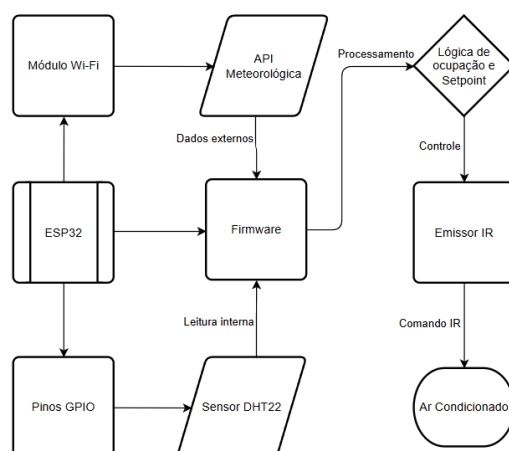 Módulo Wi-Fi
API
Meteorológica
Processamento
Lógica de
ocupação e
Setpoint
Dados externos
Controle
ESP32
Firmware
Emissor IR
Leitura interna
Comando IR
Pinos GPIO
Sensor DHT22
Ar Condicionado